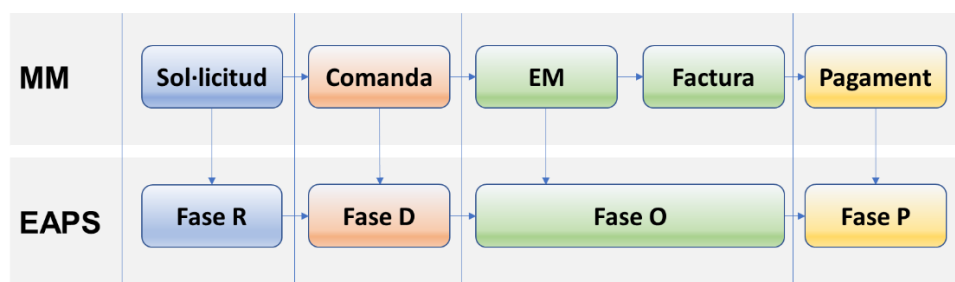 MM
Sol·licitud
Comanda
EM
Factura
Pagament
EAPS
Fase R
Fase D
Fase O
Fase P